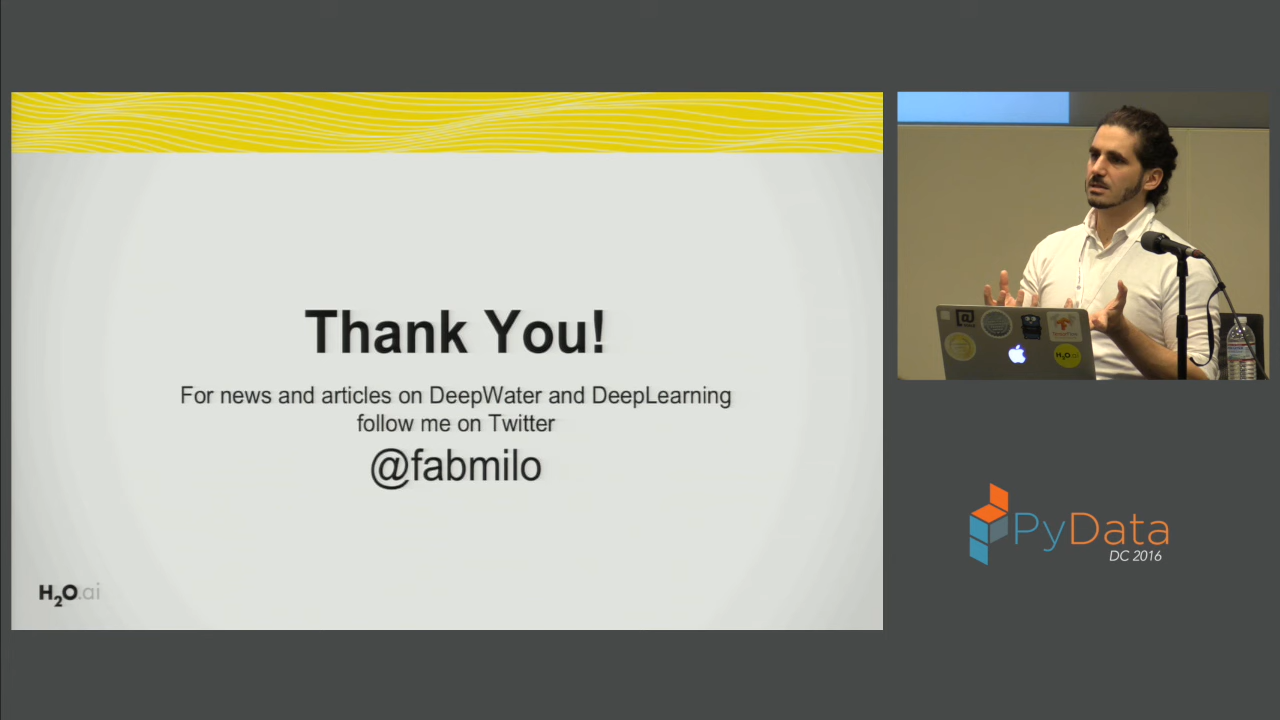 Thank You!
For news and articles on DeepWater and DeepLearning
follow me on Twitter
@fabmilo
H2O.ai
H2O
PyData
DC 2016